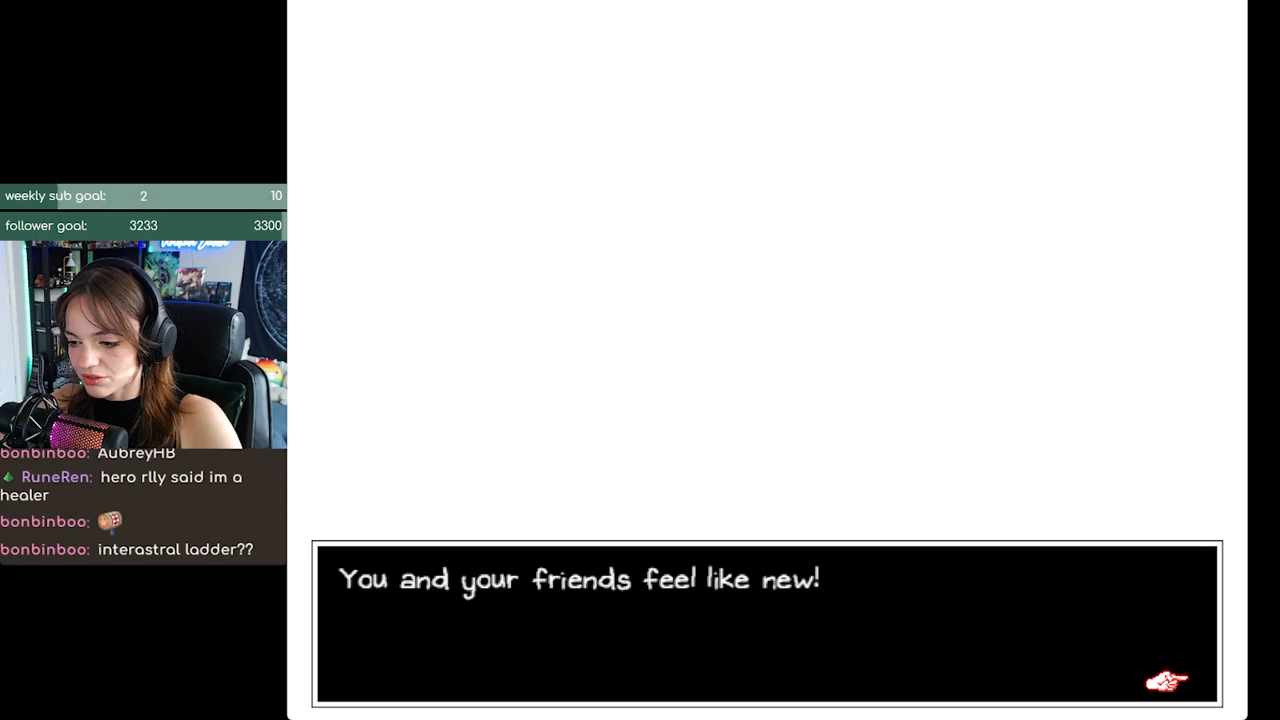 weekly sub goal: 2 10
follower goal: 3233 3300
bonbinboo: AubreyHB
RuneRen: hero rlly said im a
healer
bonbinboo:
bonbinboo: interastral ladder??
You and your friends feel like new!